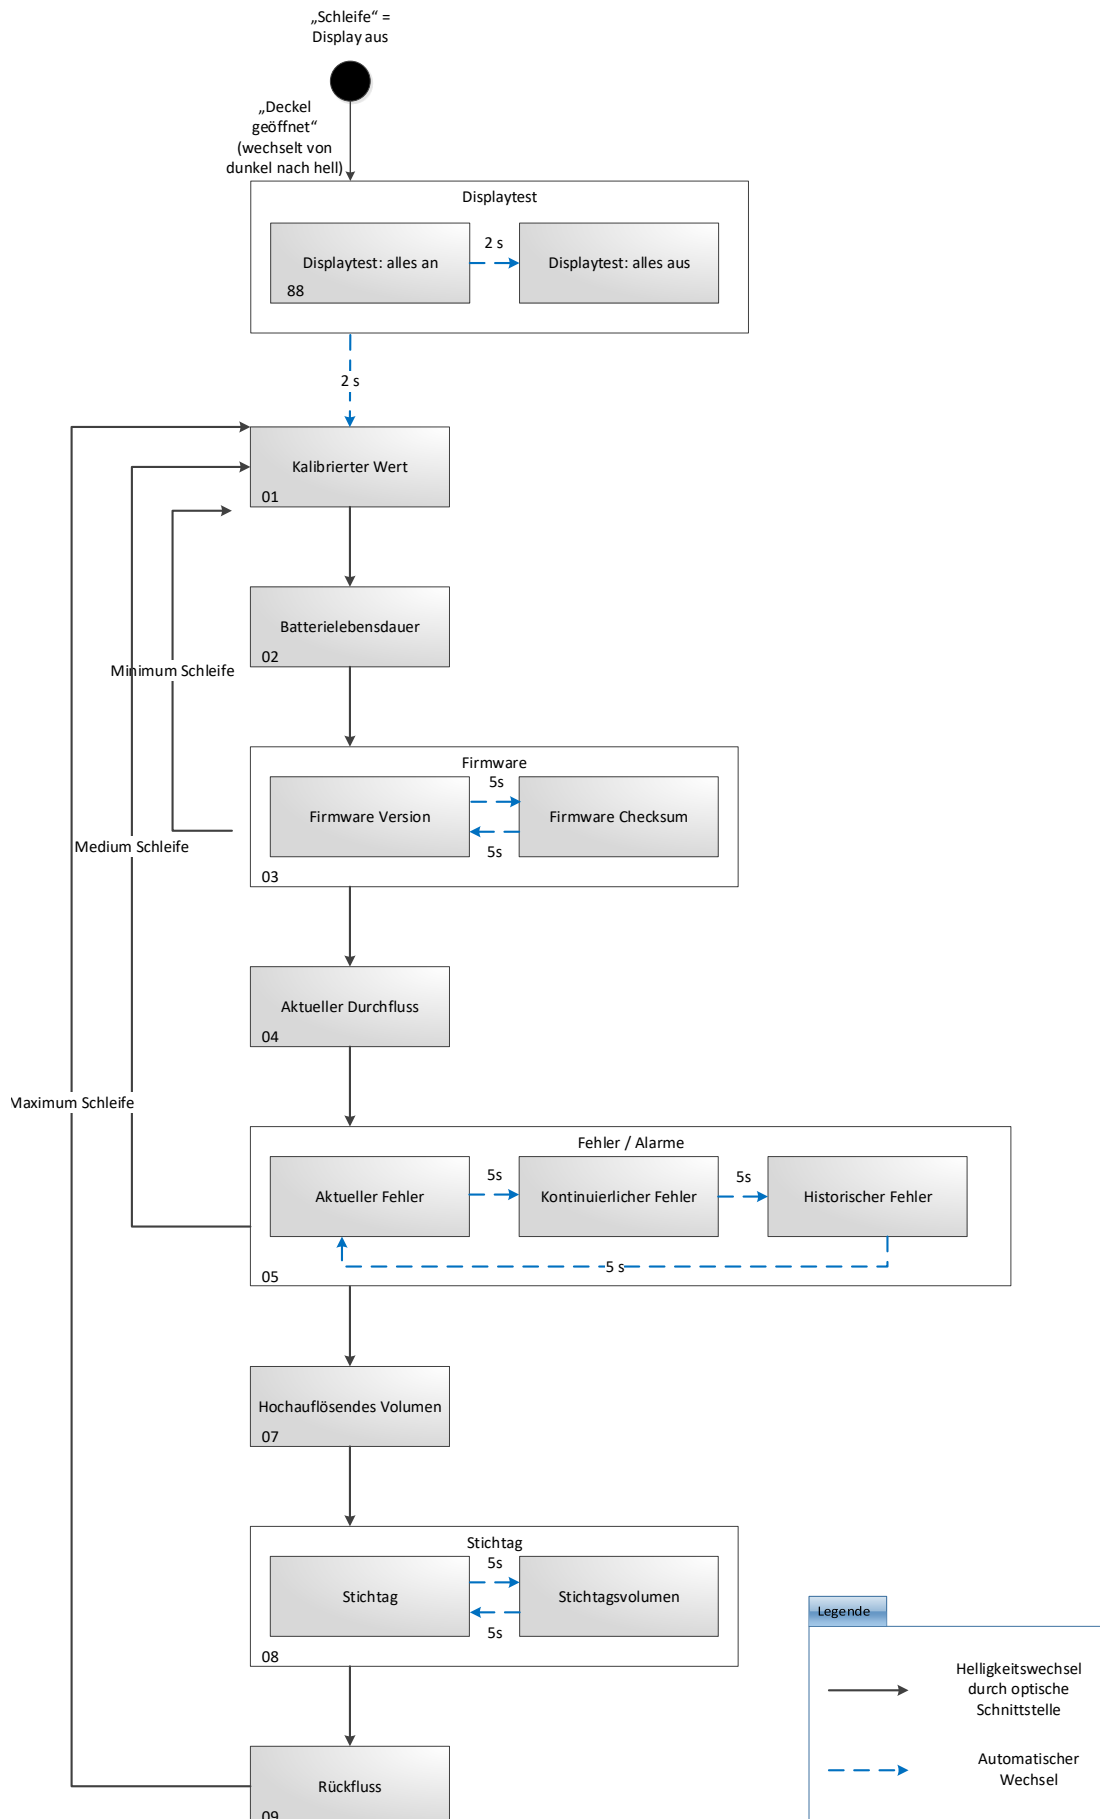 „Schleife“ =
Display aus
„Deckel
geöffnet“
(wechselt von
dunkel nach hell)
Displaytest
Displaytest: alles an
88
2 s
Displaytest: alles aus
2 s
Kalibrierter Wert
01
Batterielebensdauer
02
Minimum Schleife
Firmware
Firmware Version
5s
5s
Firmware Checksum
03
Medium Schleife
Aktueller Durchfluss
04
Maximum Schleife
Fehler / Alarme
Aktueller Fehler
5s
Kontinuierlicher Fehler
5s
Historischer Fehler
5 s
05
Hochauflösendes Volumen
07
Stichtag
Stichtag
5s
5s
Stichtagsvolumen
08
Rückfluss
09
Legende
Helligkeitswechsel
durch optische
Schnittstelle
Automatischer
Wechsel